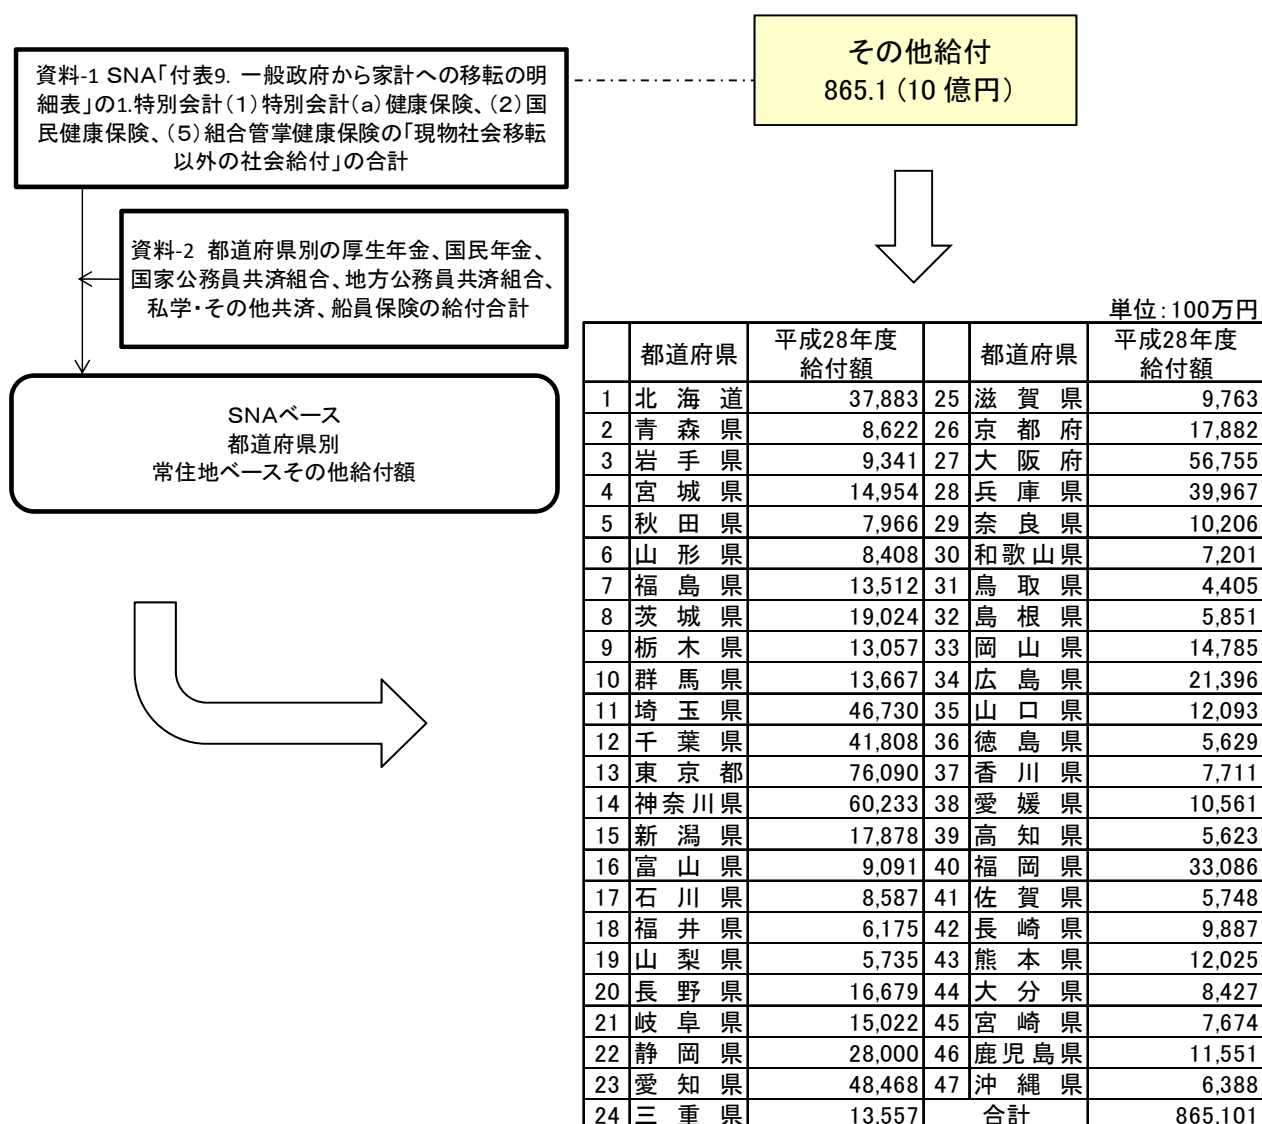 その他給付
865.1(10 億円)
資料-1 SNA「付表9. 一般政府から家計への移転の明
細表」の1.特別会計(1)特別会計(a)健康保険、(2)国
民健康保険、(5)組合管掌健康保険の「現物社会移転
以外の社会給付」の合計
資料-2 都道府県別の厚生年金、国民年金、
国家公務員共済組合、地方公務員共済組合、
私学・その他共済、船員保険の給付合計
SNAベース
都道府県別
常住地ベースその他給付額
単位:100万円
都道府県 平成28年度 給付額 都道府県 平成28年度 給付額
1 北海道 37,883 25 滋賀県 9,763
2 青森県 8,622 26 京都府 17,882
3 岩手県 9,341 27 大阪府 56,755
4 宮城県 14,954 28 兵庫県 39,967
5 秋田県 7,966 29 奈良県 10,206
6 山形県 8,408 30 和歌山県 7,201
7 福島県 13,512 31 鳥取県 4,405
8 茨城県 19,024 32 島根県 5,851
9 栃木県 13,057 33 岡山県 14,785
10 群馬県 13,667 34 広島県 21,396
11 埼玉県 46,730 35 山口県 12,093
12 千葉県 41,808 36 徳島県 5,629
13 東京都 76,090 37 香川県 7,711
14 神奈川県 60,233 38 愛媛県 10,561
15 新潟県 17,878 39 高知県 5,623
16 富山県 9,091 40 福岡県 33,086
17 石川県 8,587 41 佐賀県 5,748
18 福井県 6,175 42 長崎県 9,887
19 山梨県 5,735 43 熊本県 12,025
20 長野県 16,679 44 大分県 8,427
21 岐阜県 15,022 45 宮崎県 7,674
22 静岡県 28,000 46 鹿児島県 11,551
23 愛知県 48,468 47 沖縄県 6,388
24 三重県 13,557 合計 865,101